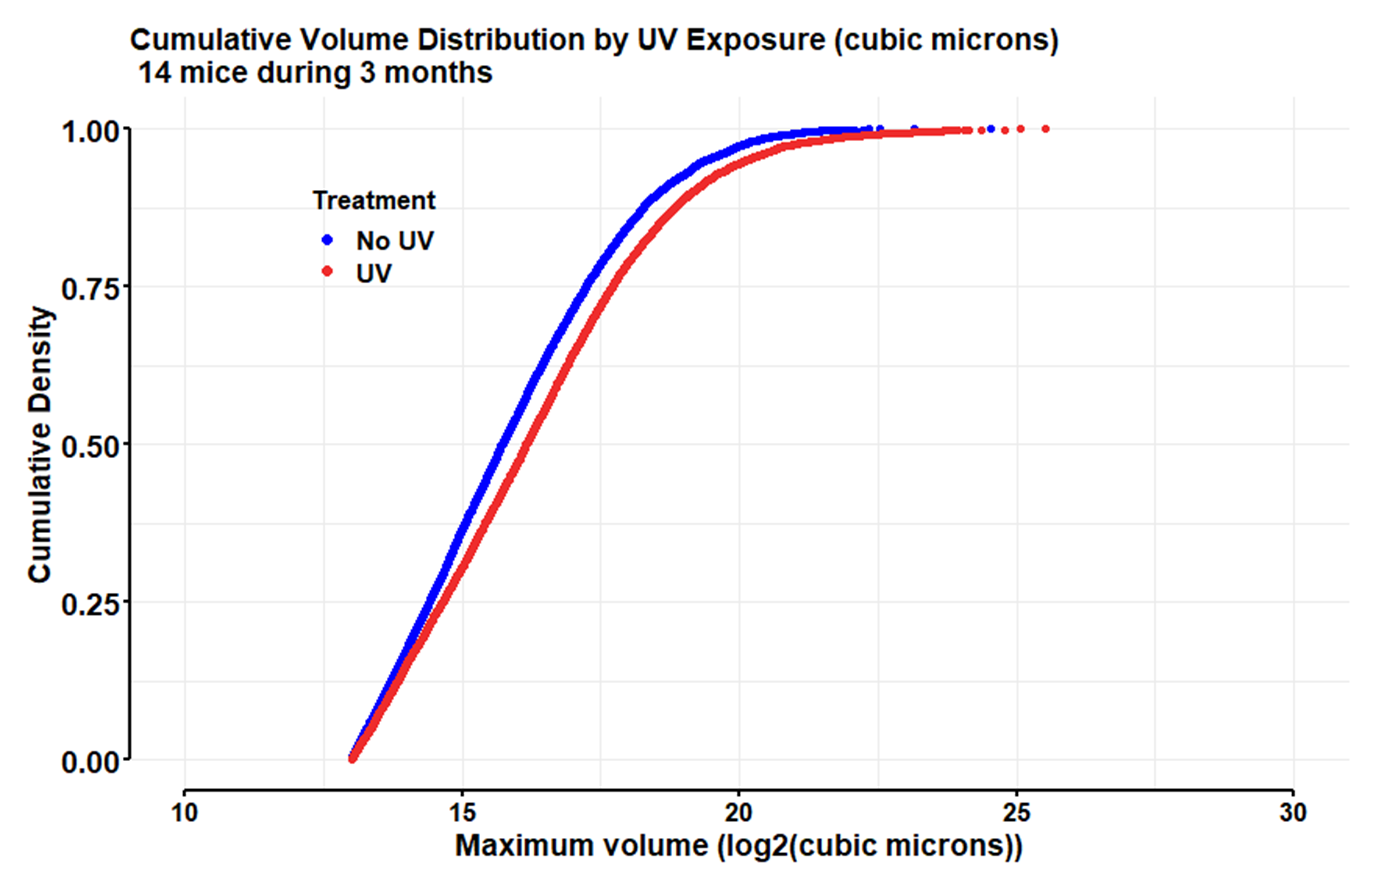 Cumulative Volume Distribution by UV Exposure (cubic microns)
14 mice during 3 months
1.00
0.75
0.50
0.25
0.00
Cumulative Density
Treatment
No UV
UV
10 15 20 25 30
Maximum volume (log2(cubic microns))